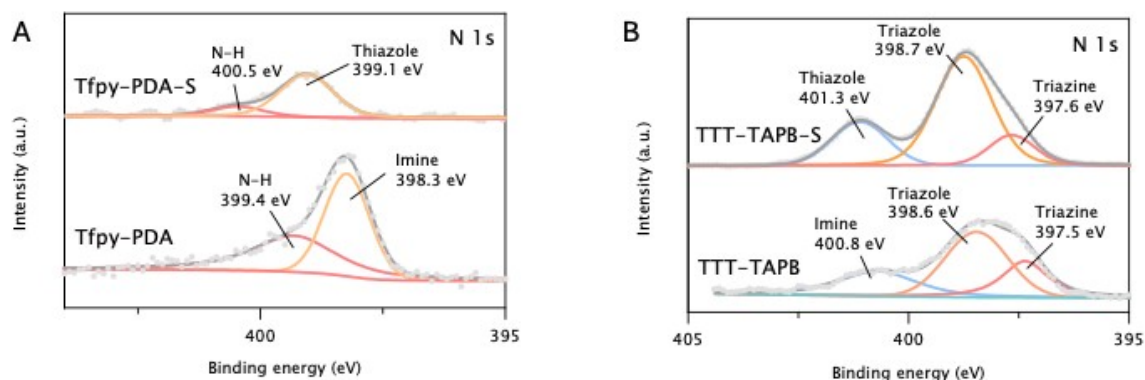 A
N 1s
N-H
400.5 eV
Thiazole
399.1 eV
Tfpy-PDA-S
Imine
398.3 eV
N-H
399.4 eV
Tfpy-PDA
Intensity (a.u.)
400
395
Binding energy (eV)
B
N 1s
Triazole
398.7 eV
Thiazole
401.3 eV
Triazine
397.6 eV
TTT-TAPB-S
Triazole
398.6 eV
Imine
400.8 eV
Triazine
397.5 eV
TTT-TAPB
Intensity (a.u.)
405
400
395
Binding energy (eV)